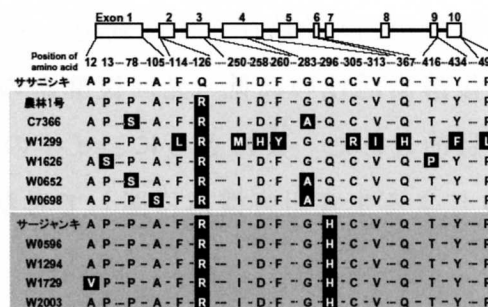 Exon 1 2 3 4 5 6 7 8 9 10
Position of
amino acid
12 13 --- 78 ---105 -114 -126 --- 250 -258-260 ---283 -296 -305 --313 --- 367 --- 416 --- 434 ---
ササニシキ A P --- P --- A - F - Q --- I - D - F --- G - Q - C - V --- Q --- T --- Y ---
農林1号 A P --- P --- A - F - R --- I - D - F --- G - Q - C - V --- Q --- T --- Y ---
C7366 A P --- S --- A - F - R --- I - D - F --- A - Q - C - V --- Q --- T --- Y ---
W1299 A P --- P --- A - L - R --- M - H - Y --- G - Q - R - I --- H --- T --- F --- L
W1626 A S --- P --- A - F - R --- I - D - F --- G - Q - C - V --- Q --- P --- Y ---
W0652 A P --- S --- A - F - R --- I - D - F --- A - Q - C - V --- Q --- T --- Y ---
W0698 A P --- P --- S - F - R --- I - D - F --- A - Q - C - V --- Q --- T --- Y ---
サージャンキ A P --- P --- A - F - R --- I - D - F --- G - H - C - V --- Q --- T --- Y ---
W0596 A P --- P --- A - F - R --- I - D - F --- G - H - C - V --- Q --- T --- Y ---
W1294 A P --- P --- A - F - R --- I - D - F --- G - H - C - V --- Q --- T --- Y ---
W1729 V P --- P --- A - F - R --- I - D - F --- G - H - C - V --- Q --- T --- Y ---
W2003 A P --- P --- A - F - R --- I - D - F --- G - H - C - V --- Q --- T --- Y ---